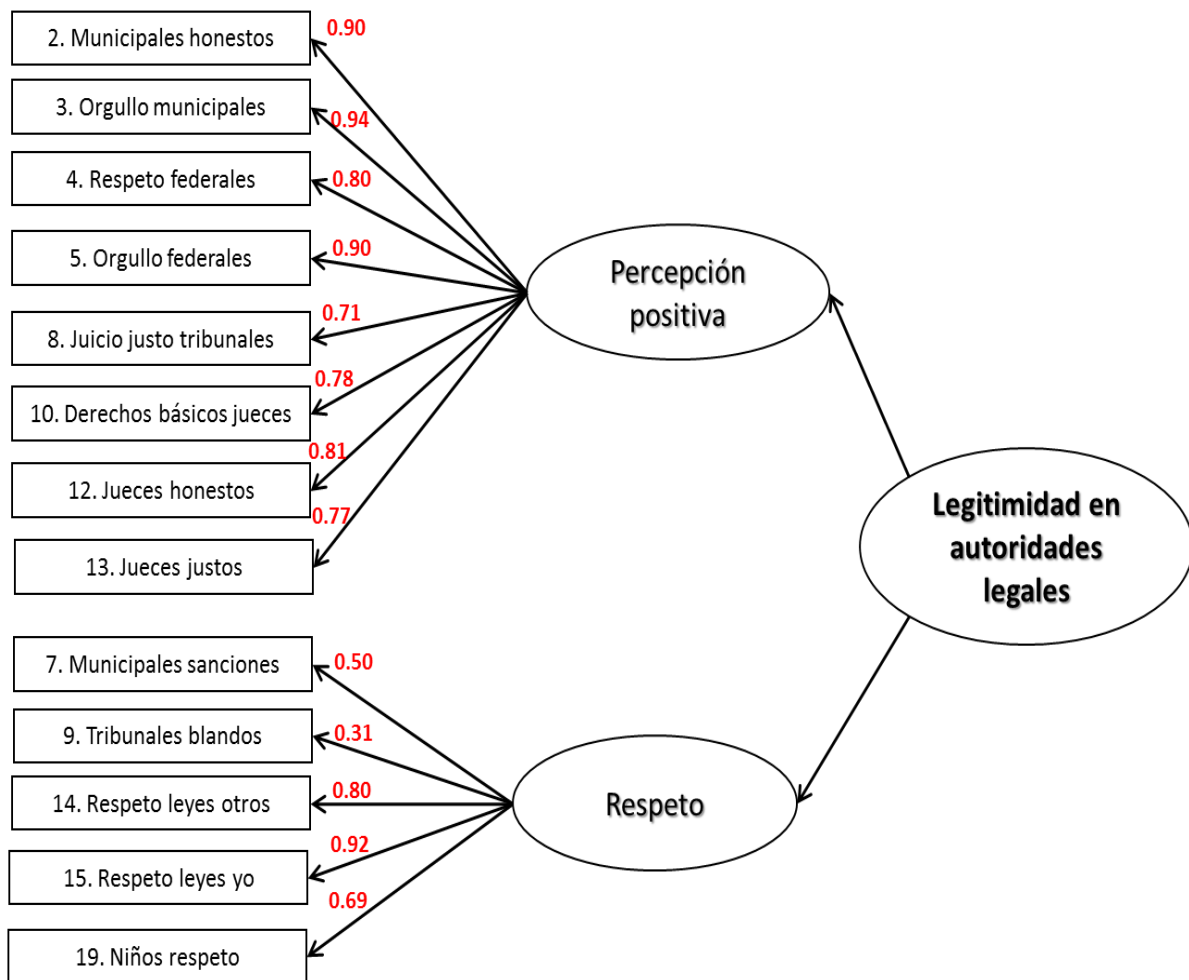 2. Municipales honestos
0.90
3. Orgullo municipales
0.94
4. Respeto federales
0.80
5. Orgullo federales
0.90
8. Juicio justo tribunales
0.71
10. Derechos básicos jueces
0.78
12. Jueces honestos
0.81
13. Jueces justos
0.77
Percepción
positiva
Legitimidad en
autoridades
legales
7. Municipales sanciones
0.50
9. Tribunales blandos
0.31
14. Respeto leyes otros
0.80
15. Respeto leyes yo
0.92
19. Niños respeto
0.69
Respeto